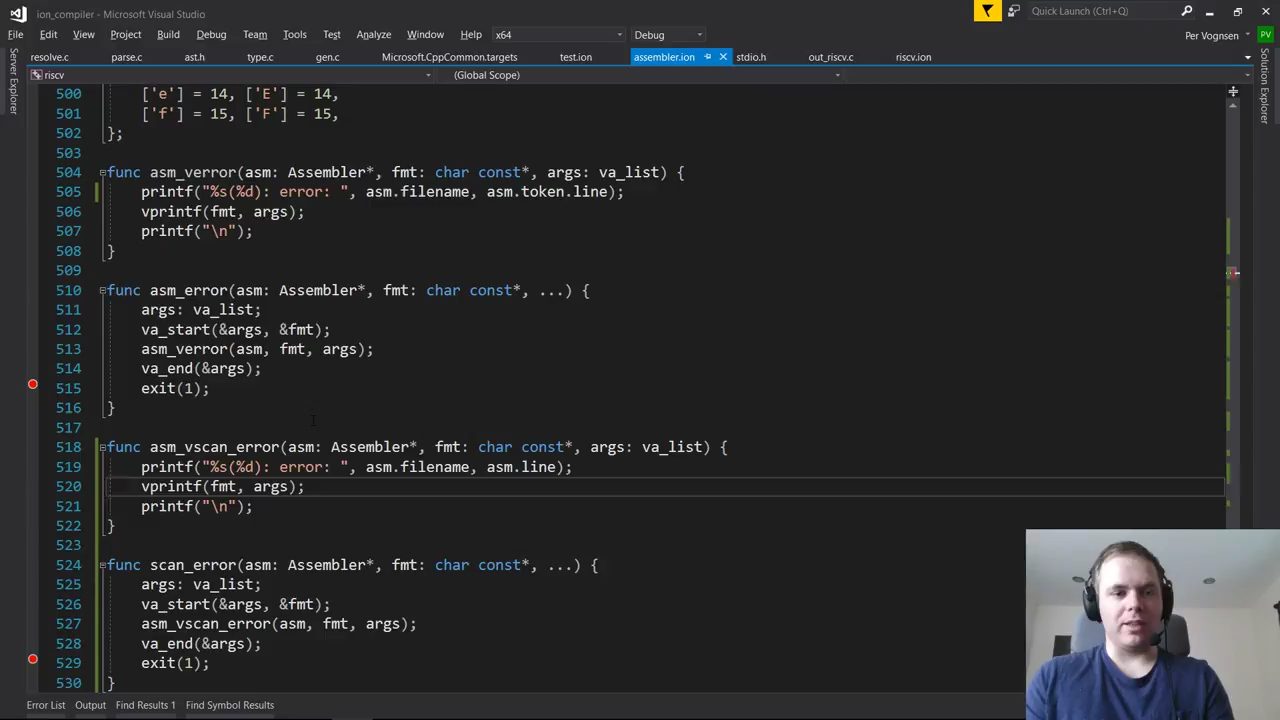 ion_compiler - Microsoft Visual Studio
Quick Launch (Ctrl+Q)
File Edit View Project Build Debug Team Tools Test Analyze Window Help x64 Debug Per Vognsen PV
resolve.c parse.c ast.h type.c gen.c Microsoft.CppCommon.targets test.ion assembler.ion stdio.h out_riscv.c riscv.ion
riscv (Global Scope)
Server Explorer
Solution Explorer
500 ['e'] = 14, ['E'] = 14,
501 ['f'] = 15, ['F'] = 15,
502 };
503
504 func asm_verror(asm: Assembler*, fmt: char const*, args: va_list) {
505 printf("%s(%d): error: ", asm.filename, asm.token.line);
506 vprintf(fmt, args);
507 printf("\n");
508 }
509
510 func asm_error(asm: Assembler*, fmt: char const*, ...) {
511 args: va_list;
512 va_start(&args, &fmt);
513 asm_verror(asm, fmt, args);
514 va_end(&args);
515 exit(1);
516 }
517
518 func asm_vscan_error(asm: Assembler*, fmt: char const*, args: va_list) {
519 printf("%s(%d): error: ", asm.filename, asm.line);
520 vprintf(fmt, args);
521 printf("\n");
522 }
523
524 func scan_error(asm: Assembler*, fmt: char const*, ...) {
525 args: va_list;
526 va_start(&args, &fmt);
527 asm_vscan_error(asm, fmt, args);
528 va_end(&args);
529 exit(1);
530 }
Error List Output Find Results 1 Find Symbol Results